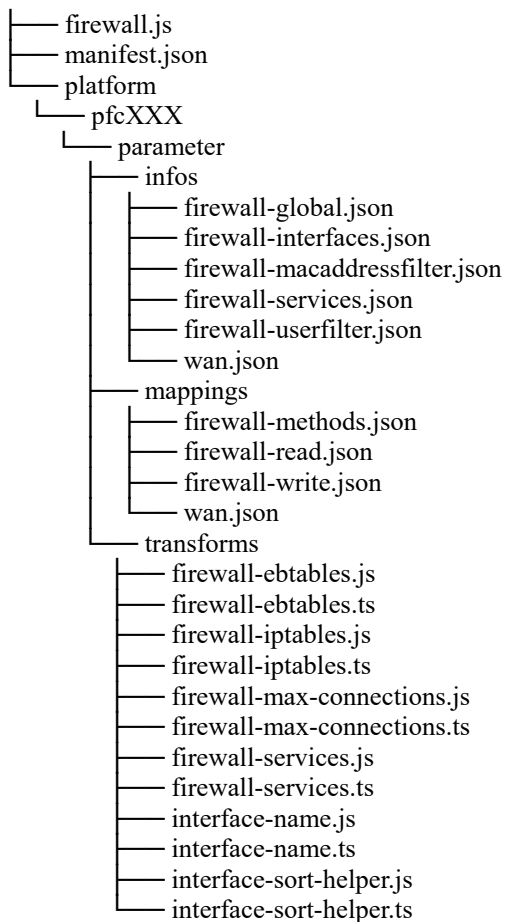 firewall.js
manifest.json
platform
pfcXXX
parameter
infos
firewall-global.json
firewall-interfaces.json
firewall-macaddressfilter.json
firewall-services.json
firewall-userfilter.json
wan.json
mappings
firewall-methods.json
firewall-read.json
firewall-write.json
wan.json
transforms
firewall-ebtables.js
firewall-ebtables.ts
firewall-iptables.js
firewall-iptables.ts
firewall-max-connections.js
firewall-max-connections.ts
firewall-services.js
firewall-services.ts
interface-name.js
interface-name.ts
interface-sort-helper.js
interface-sort-helper.ts